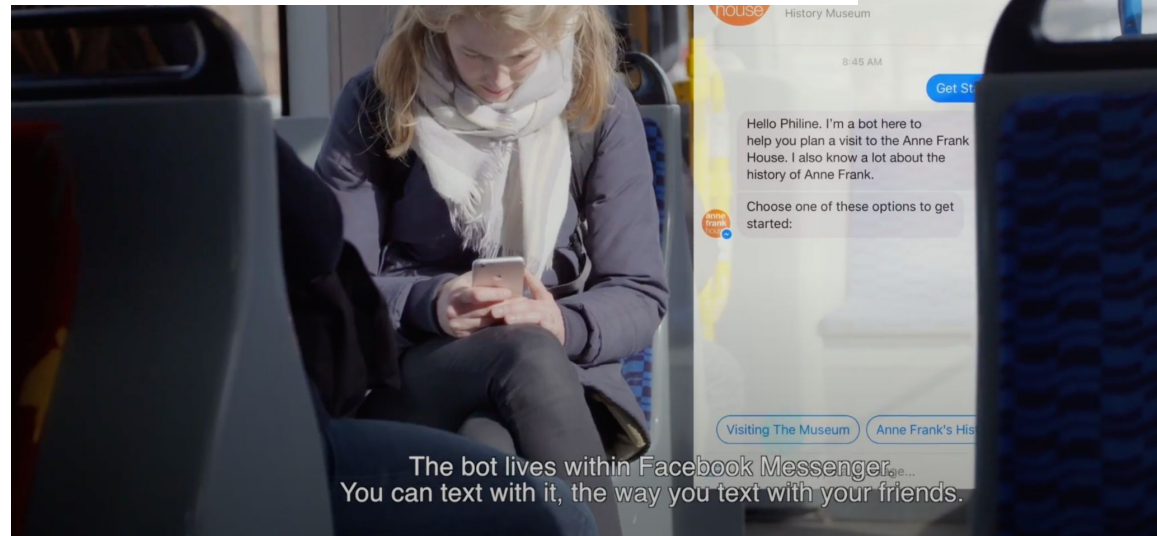 house
History Museum
8:45 AM
Get
Hello Philine. I'm a bot here to
help you plan a visit to the Anne Frank
House. I also know a lot about the
history of Anne Frank.
Choose one of these options to get
started:
anne
frank
house
Visiting The Museum
Anne Frank's
The bot lives within Facebook Messenger.
You can text with it, the way you text with your friends.